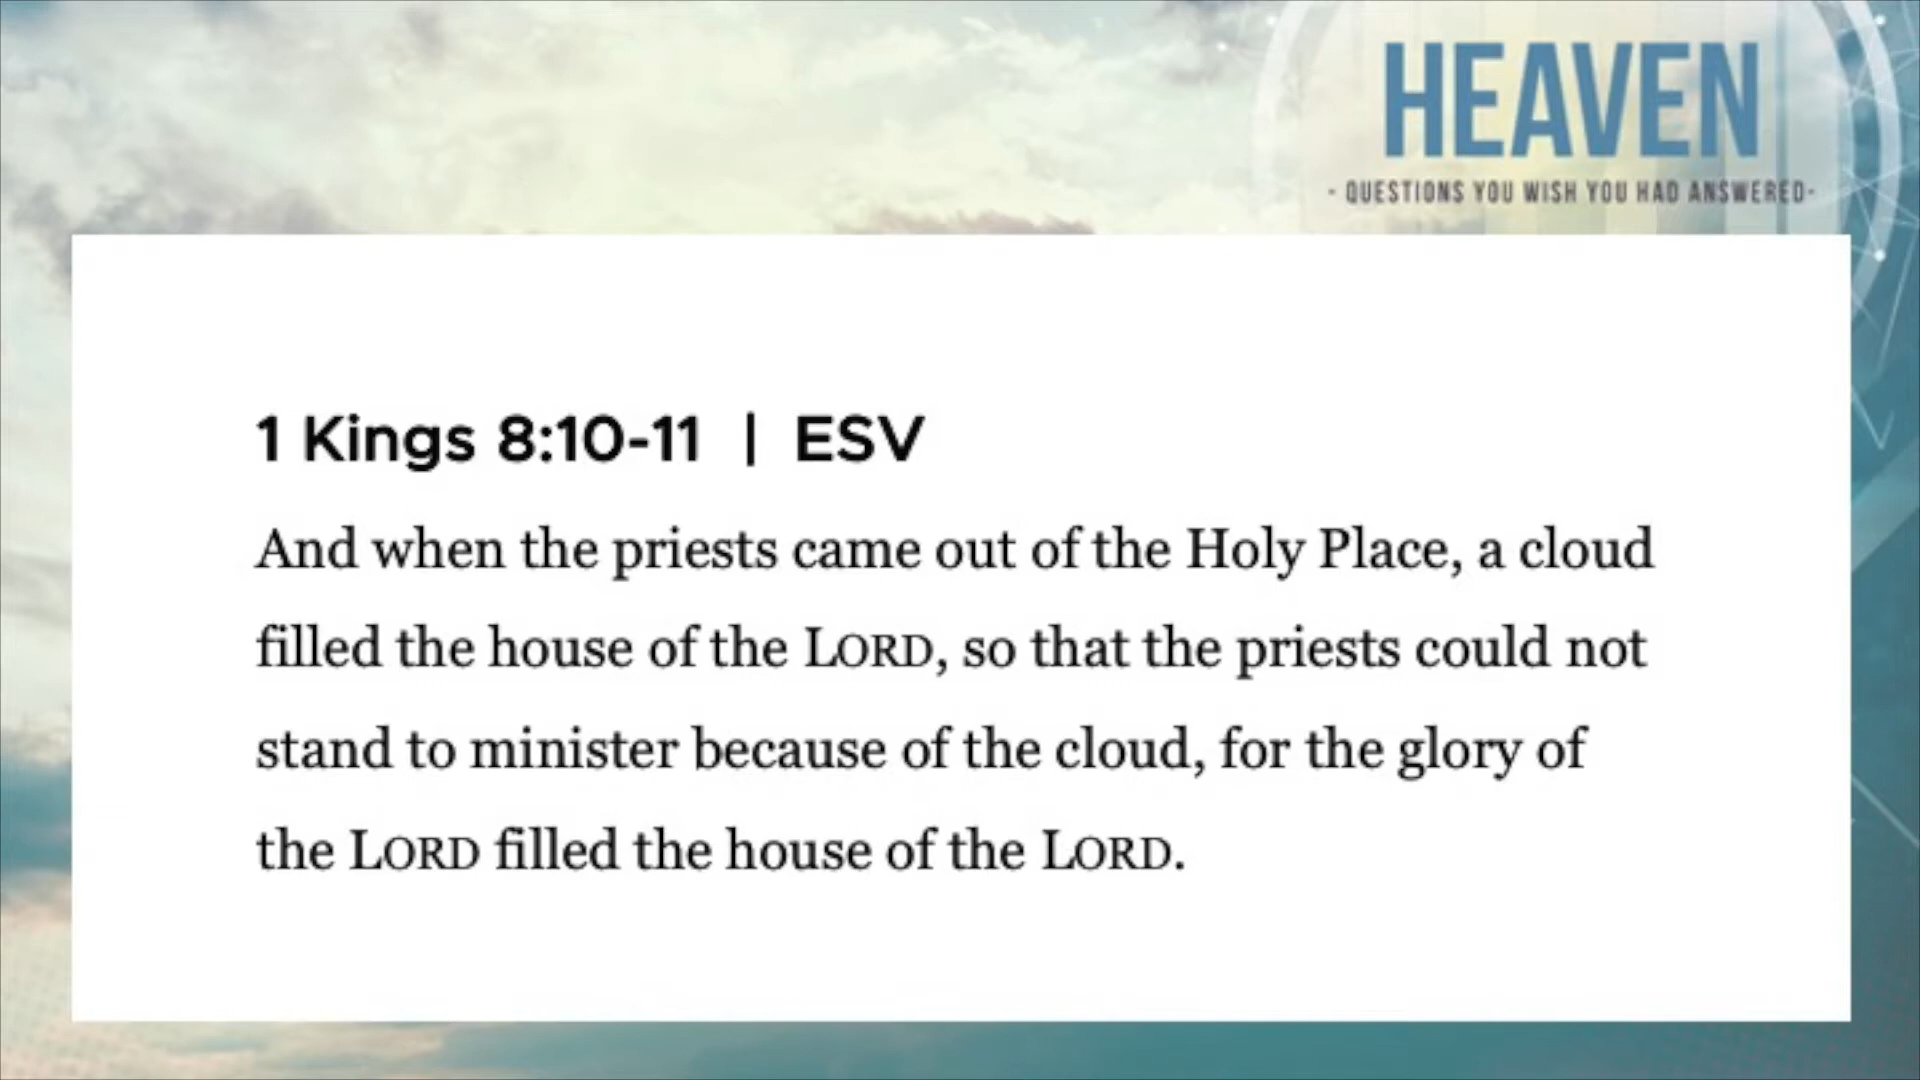 HEAVEN
- QUESTIONS YOU WISH YOU HAD ANSWERED-
1 Kings 8:10-11 | ESV
And when the priests came out of the Holy Place, a cloud
filled the house of the LORD, so that the priests could not
stand to minister because of the cloud, for the glory of
the LORD filled the house of the LORD.